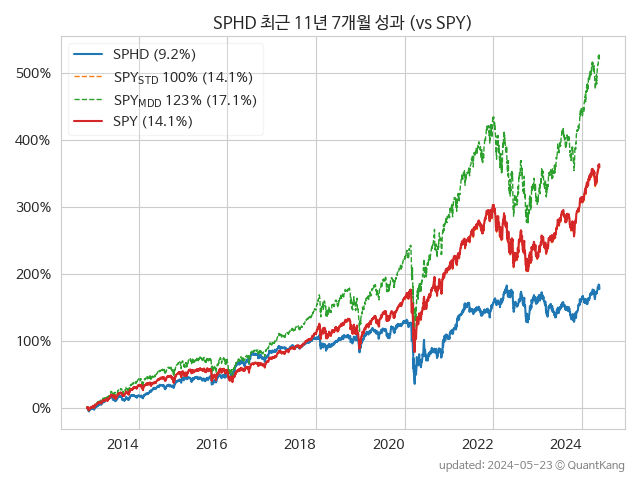 SPHD 최근 11년 7개월 성과 (vs SPY)
SPHD (9.2%)
SPY_STD 100% (14.1%)
SPY_MDD 123% (17.1%)
SPY (14.1%)
500%
400%
300%
200%
100%
0%
2014 2016 2018 2020 2022 2024
updated: 2024-05-23 ⓒ QuantKang